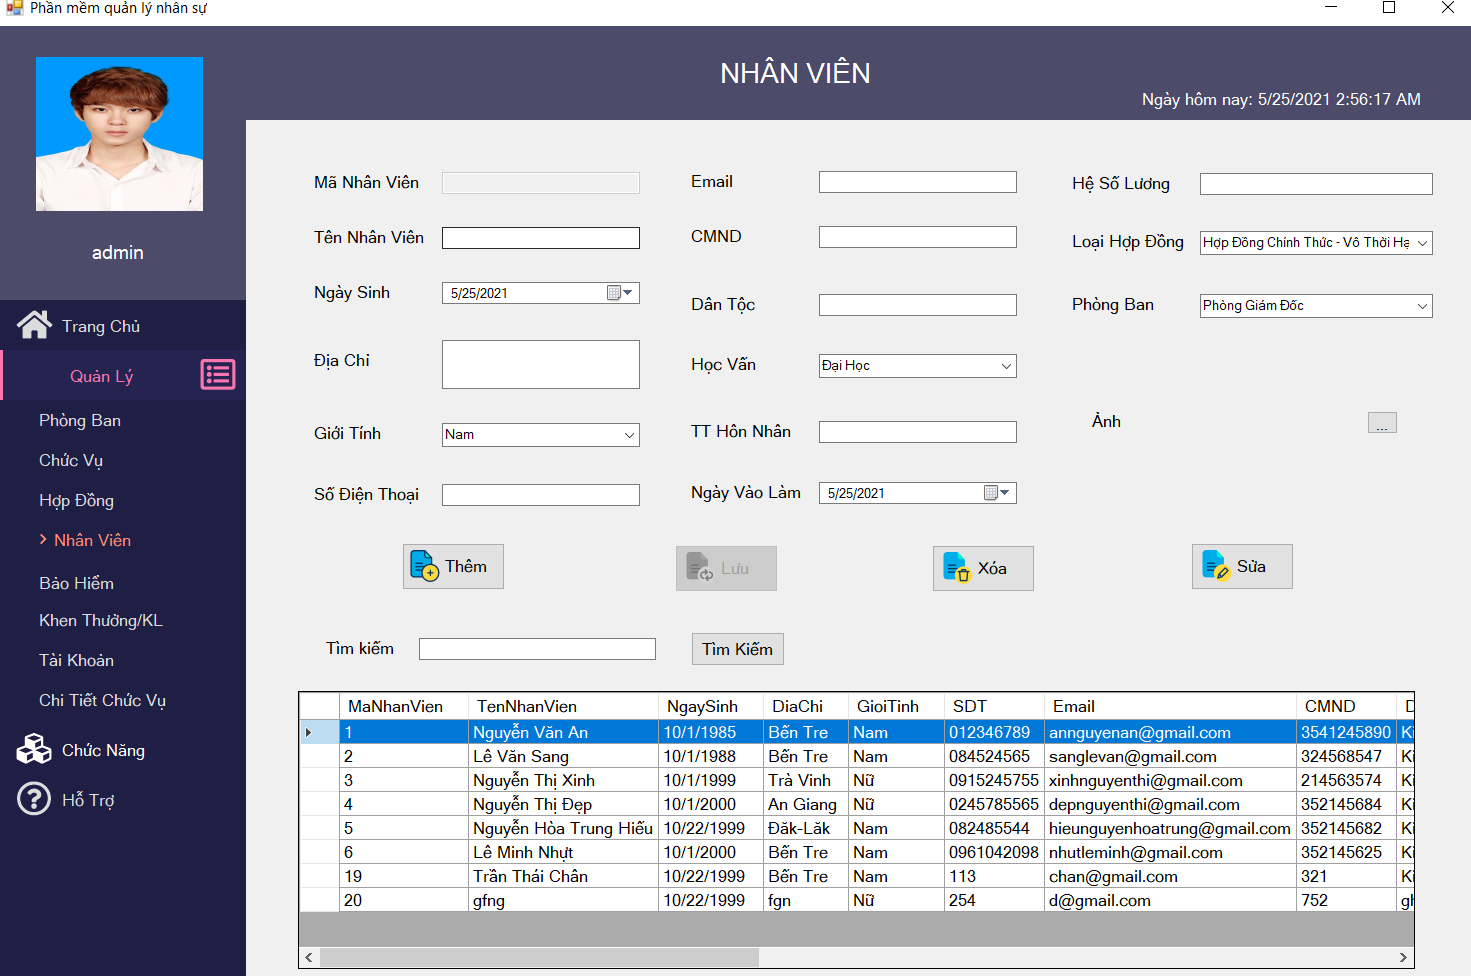 Phần mềm quản lý nhân sự
NHÂN VIÊN
Ngày hôm nay: 5/25/2021 2:56:17 AM
admin
Trang Chủ
Quản Lý
Phòng Ban
Chức Vụ
Hợp Đồng
> Nhân Viên
Bảo Hiểm
Khen Thưởng/KL
Tài Khoản
Chi Tiết Chức Vụ
Chức Năng
Hỗ Trợ
Mã Nhân Viên
Tên Nhân Viên
Ngày Sinh 5/25/2021
Địa Chỉ
Giới Tính Nam
Số Điện Thoại
Email
CMND
Dân Tộc
Học Vấn Đại Học
TT Hôn Nhân
Ngày Vào Làm 5/25/2021
Hệ Số Lương
Loại Hợp Đồng Hợp Đồng Chính Thức - Vô Thời Hạ
Phòng Ban Phòng Giám Đốc
Ảnh ...
Thêm Lưu Xóa Sửa
Tìm kiếm Tìm Kiếm
MaNhanVien TenNhanVien NgaySinh DiaChi GioiTinh SDT Email CMND
1 Nguyễn Văn An 10/1/1985 Bến Tre Nam 012346789 annguyenan@gmail.com 3541245890 Ki
2 Lê Văn Sang 10/1/1988 Bến Tre Nam 084524565 sanglevan@gmail.com 324568547 Ki
3 Nguyễn Thị Xinh 10/1/1999 Trà Vinh Nữ 0915245755 xinhnguyenthi@gmail.com 214563574 Ki
4 Nguyễn Thị Đẹp 10/1/2000 An Giang Nữ 0245785565 depnguyenthi@gmail.com 352145684 Ki
5 Nguyễn Hòa Trung Hiếu 10/22/1999 Đăk-Lăk Nam 082485544 hieunguyenhoatrung@gmail.com 352145682 Ki
6 Lê Minh Nhựt 10/1/2000 Bến Tre Nam 0961042098 nhutleminh@gmail.com 352145625 Ki
19 Trần Thái Chân 10/22/1999 Bến Tre Nam 113 chan@gmail.com 321 Ki
20 gfng 10/22/1999 fgn Nữ 254 d@gmail.com 752